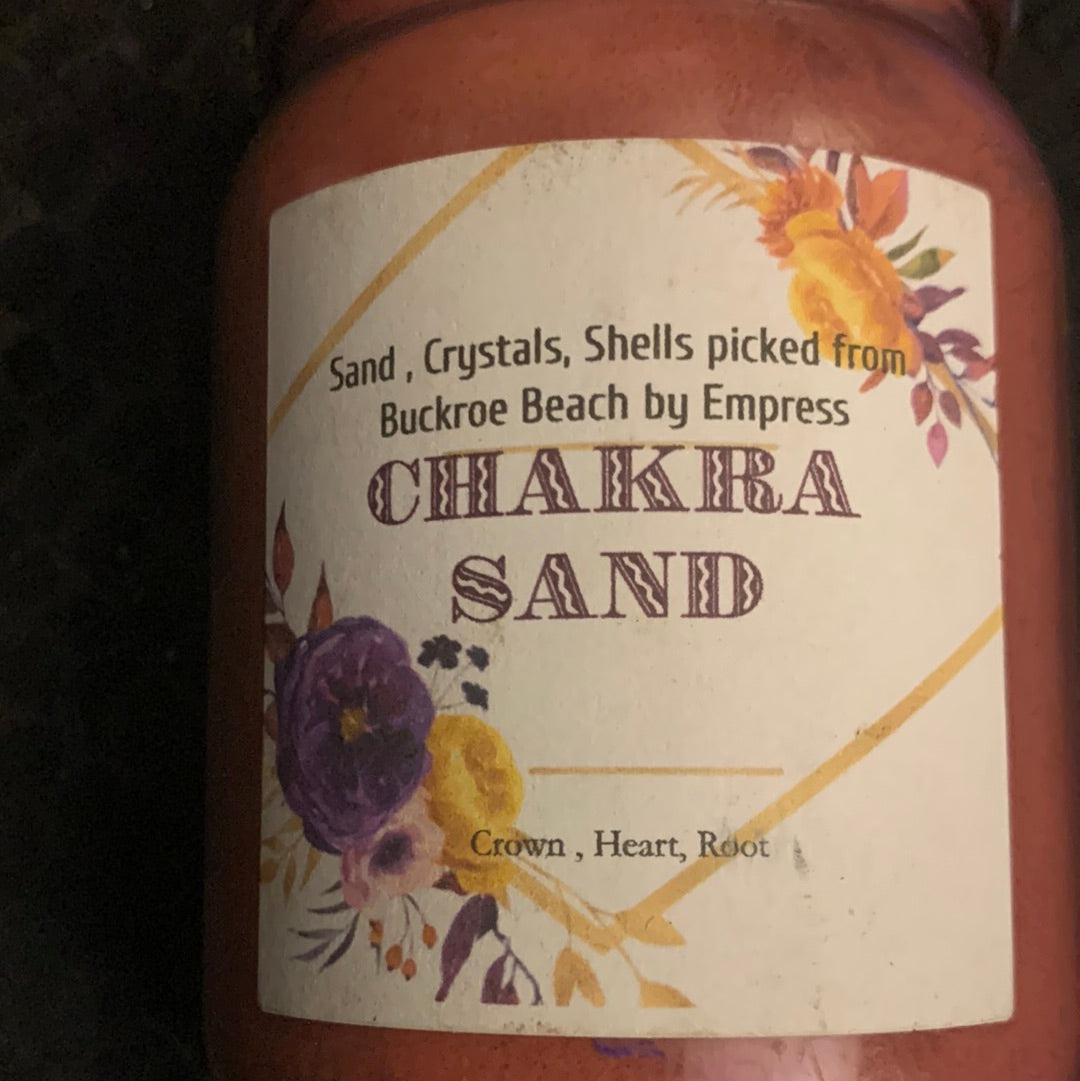 Sand , Crystals, Shells picked from
Buckroe Beach by Empress
CHAKRA
SAND
Crown , Heart, Root